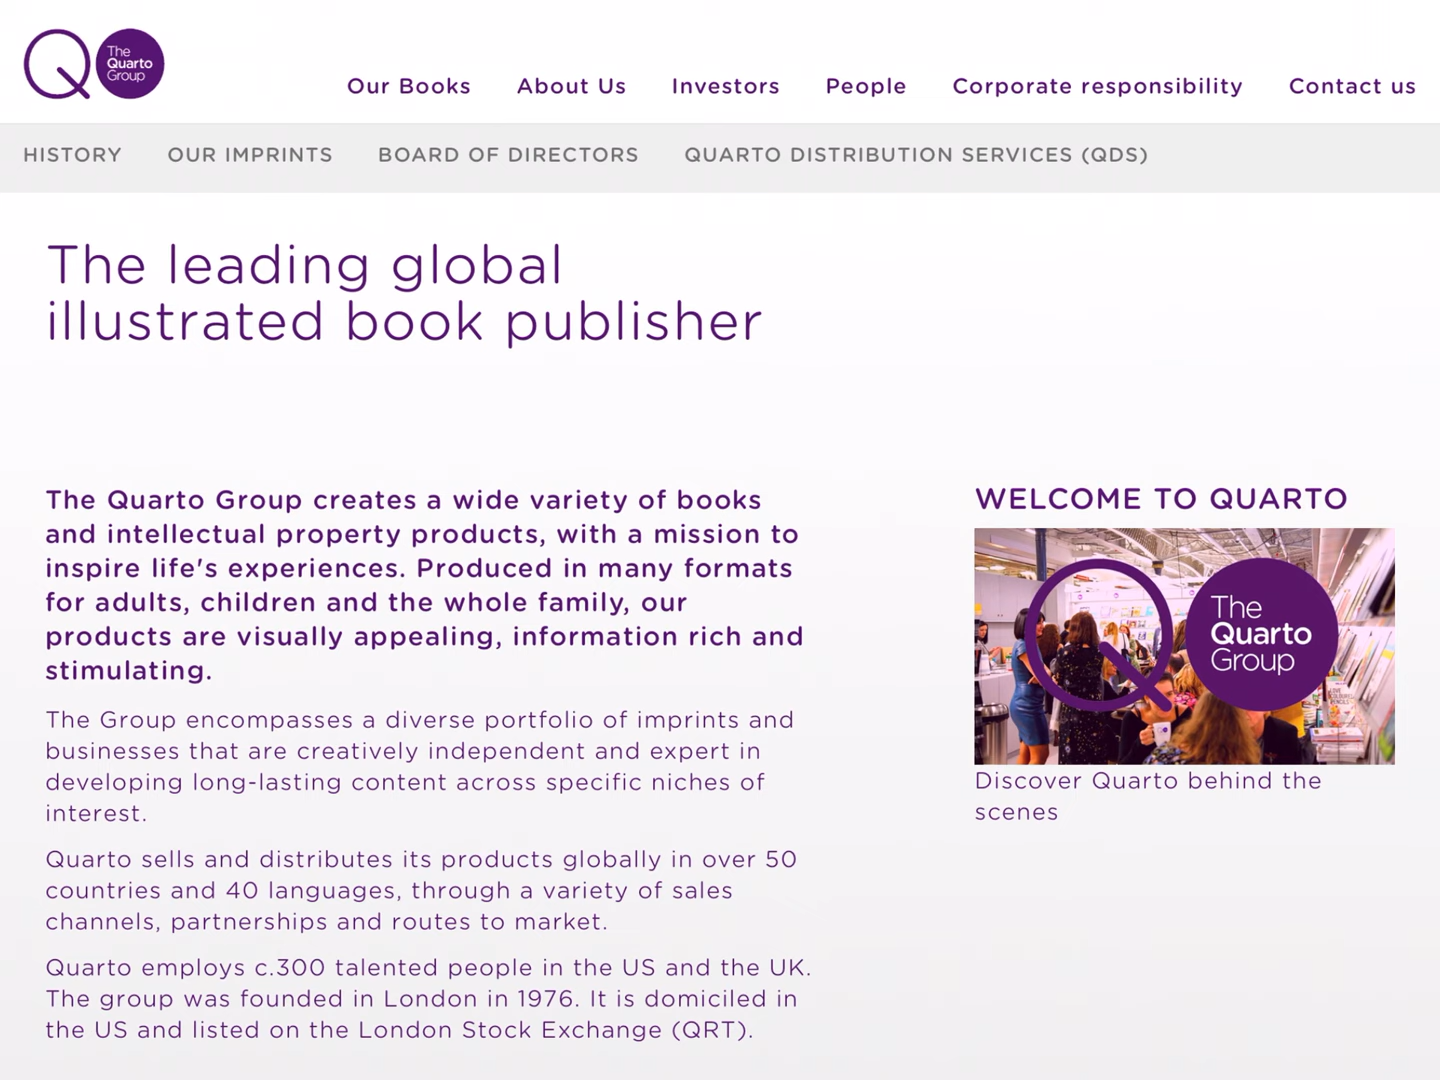 The
Quarto
Group
Our Books
About Us
Investors
People
Corporate responsibility
Contact us
HISTORY
OUR IMPRINTS
BOARD OF DIRECTORS
QUARTO DISTRIBUTION SERVICES (QDS)
The leading global
illustrated book publisher
The Quarto Group creates a wide variety of books
and intellectual property products, with a mission to
inspire life's experiences. Produced in many formats
for adults, children and the whole family, our
products are visually appealing, information rich and
stimulating.
The Group encompasses a diverse portfolio of imprints and
businesses that are creatively independent and expert in
developing long-lasting content across specific niches of
interest.
Quarto sells and distributes its products globally in over 50
countries and 40 languages, through a variety of sales
channels, partnerships and routes to market.
Quarto employs c.300 talented people in the US and the UK.
The group was founded in London in 1976. It is domiciled in
the US and listed on the London Stock Exchange (QRT).
WELCOME TO QUARTO
The
Quarto
Group
Discover Quarto behind the
scenes